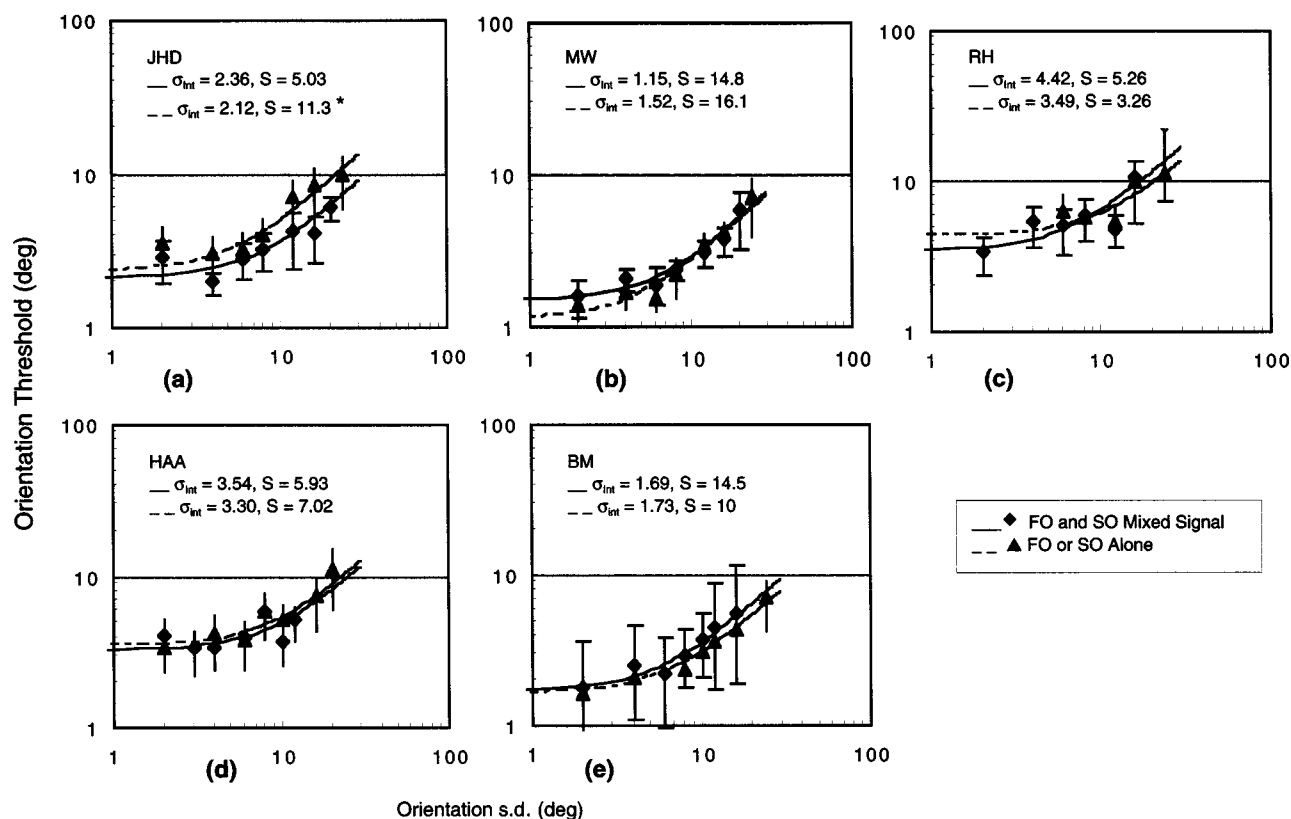 100
10
1
1
10
100
JHD
σint = 2.36, S = 5.03
σint = 2.12, S = 11.3 *
(a)
100
10
1
1
10
100
MW
σint = 1.15, S = 14.8
σint = 1.52, S = 16.1
(b)
100
10
1
1
10
100
RH
σint = 4.42, S = 5.26
σint = 3.49, S = 3.26
(c)
Orientation Threshold (deg)
100
10
1
1
10
100
HAA
σint = 3.54, S = 5.93
σint = 3.30, S = 7.02
(d)
100
10
1
1
10
100
BM
σint = 1.69, S = 14.5
σint = 1.73, S = 10
(e)
FO and SO Mixed Signal
FO or SO Alone
Orientation s.d. (deg)